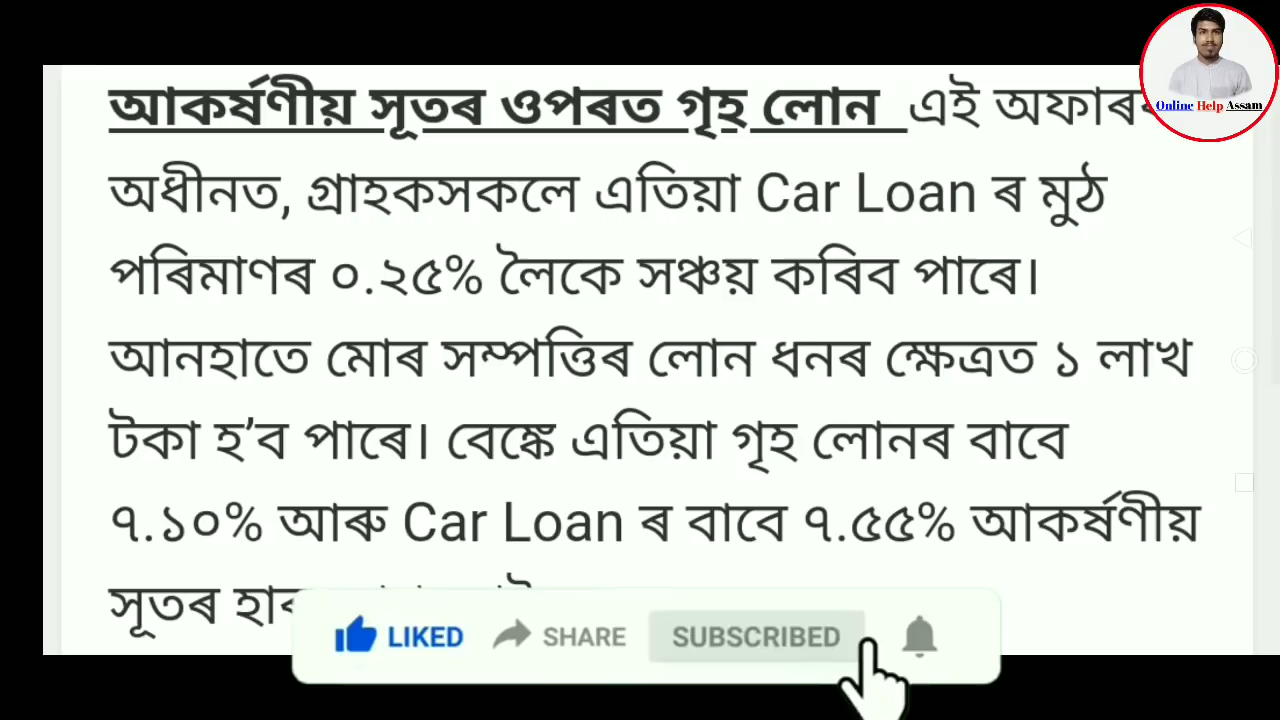 আকৰ্ষণীয় সূতৰ ওপৰত গৃহ লোন এই
অধীনত, গ্ৰাহকসকলে এতিয়া Car Loan ৰ মুঠ
পৰিমাণৰ ০.২৫% লৈকে সঞ্চয় কৰিব পাৰে।
আনহাতে মোৰ সম্পত্তিৰ লোন ধনৰ ক্ষেত্ৰত ১ লাখ
টকা হ’ব পাৰে। বেঙ্কে এতিয়া গৃহ লোনৰ বাবে
৭.১০% আৰু Car Loan ৰ বাবে ৭.৫৫% আকৰ্ষণীয়
সূতৰ
Online Help Assam
LIKED SHARE SUBSCRIBED